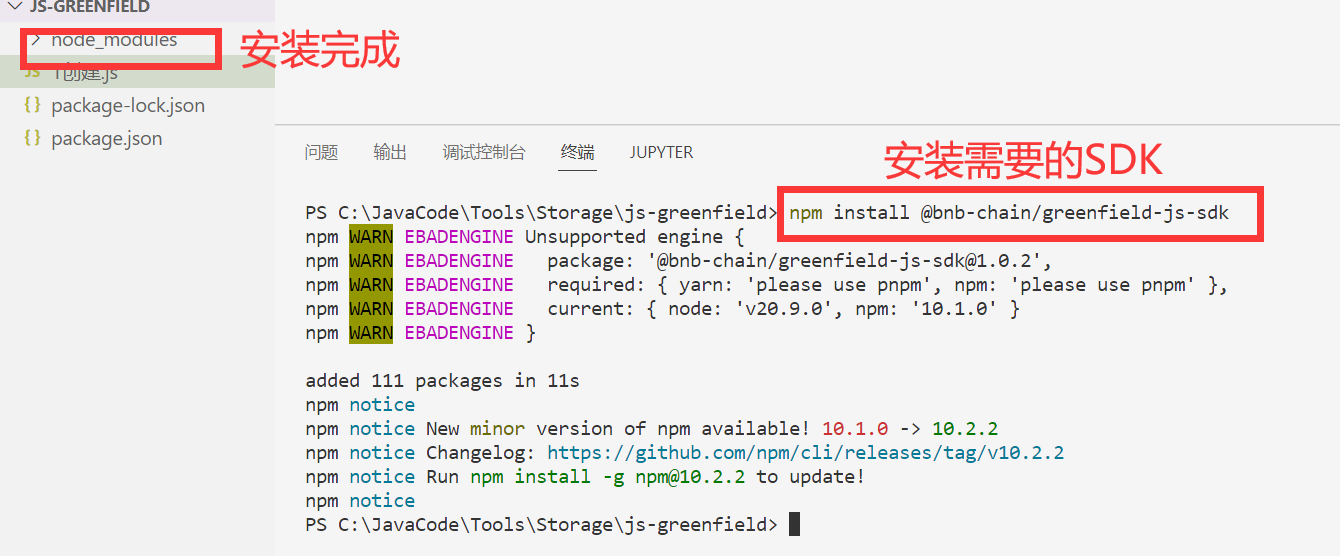 JS-GREENFIELD
node_modules
安装完成
JS 1创建.js
{ } package-lock.json
{ } package.json
问题 输出 调试控制台 终端 JUPYTER
安装需要的SDK
PS C:\JavaCode\Tools\Storage\js-greenfield> npm install @bnb-chain/greenfield-js-sdk
npm WARN EBADENGINE Unsupported engine {
npm WARN EBADENGINE   package: '@bnb-chain/greenfield-js-sdk@1.0.2',
npm WARN EBADENGINE   required: { yarn: 'please use pnpm', npm: 'please use pnpm' },
npm WARN EBADENGINE   current: { node: 'v20.9.0', npm: '10.1.0' }
npm WARN EBADENGINE }
added 111 packages in 11s
npm notice
npm notice New minor version of npm available! 10.1.0 -> 10.2.2
npm notice Changelog: https://github.com/npm/cli/releases/tag/v10.2.2
npm notice Run npm install -g npm@10.2.2 to update!
npm notice
PS C:\JavaCode\Tools\Storage\js-greenfield>